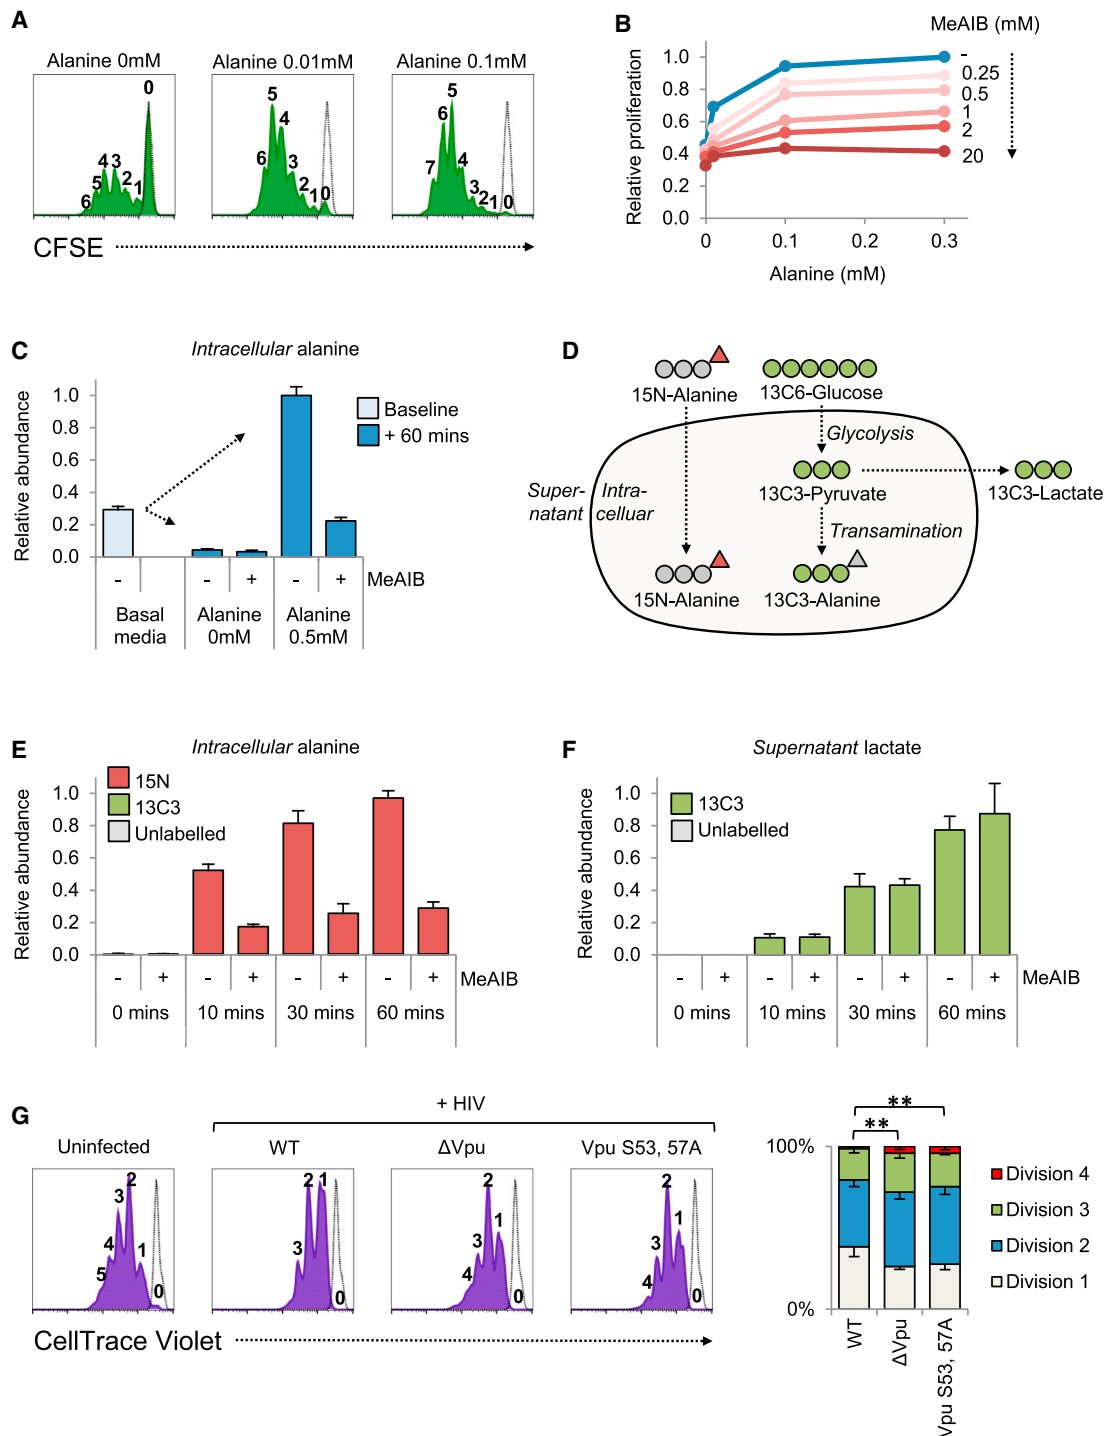 A
Alanine 0mM
Alanine 0.01mM
Alanine 0.1mM
0
1
2
3
4
5
6
5
4
6
3
2
1
0
5
6
4
7
3
2
1
0
CFSE
B
MeAIB (mM)
Relative proliferation
1.0
0.8
0.6
0.4
0.2
0.0
-
0.25
0.5
1
2
20
0
0.1
0.2
0.3
Alanine (mM)
C
Intracellular alanine
Relative abundance
1.0
0.8
0.6
0.4
0.2
0.0
Baseline
+ 60 mins
- - + - + MeAIB
Basal media
Alanine 0mM
Alanine 0.5mM
D
15N-Alanine
13C6-Glucose
Glycolysis
13C3-Pyruvate
13C3-Lactate
Super-natant
Intra-celluar
Transamination
15N-Alanine
13C3-Alanine
E
Intracellular alanine
15N
13C3
Unlabelled
Relative abundance
1.0
0.8
0.6
0.4
0.2
0.0
- + - + - + - + MeAIB
0 mins
10 mins
30 mins
60 mins
F
Supernatant lactate
13C3
Unlabelled
Relative abundance
1.0
0.8
0.6
0.4
0.2
0.0
- + - + - + - + MeAIB
0 mins
10 mins
30 mins
60 mins
G
+ HIV
Uninfected
WT
ΔVpu
Vpu S53, 57A
2
3
4
5
1
0
2
1
3
0
2
1
3
4
0
2
1
3
4
0
CellTrace Violet
**
**
100%
0%
WT
ΔVpu
Vpu S53, 57A
Division 4
Division 3
Division 2
Division 1